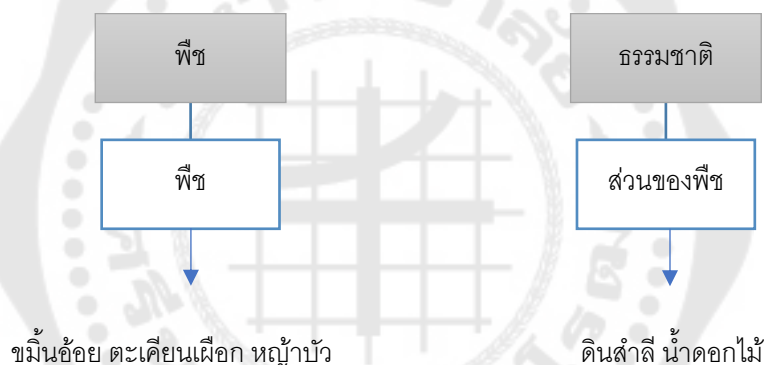 พืช
ธรรมชาติ
พืช
ส่วนของพืช
ขมิ้นอ้อย ตะเคียนเผือก หญ้าบัว
ดินสำลี น้ำดอกไม้